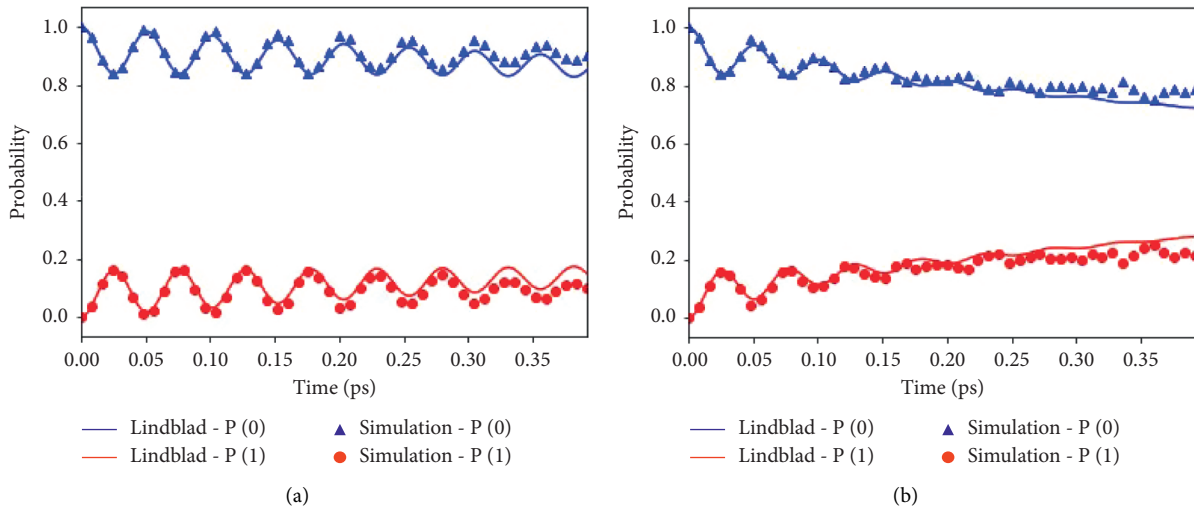 1.0
0.8
0.6
0.4
0.2
0.0
Probability
0.00 0.05 0.10 0.15 0.20 0.25 0.30 0.35
Time (ps)
Lindblad - P (0) Simulation - P (0)
Lindblad - P (1) Simulation - P (1)
(a)
1.0
0.8
0.6
0.4
0.2
0.0
Probability
0.00 0.05 0.10 0.15 0.20 0.25 0.30 0.35
Time (ps)
Lindblad - P (0) Simulation - P (0)
Lindblad - P (1) Simulation - P (1)
(b)